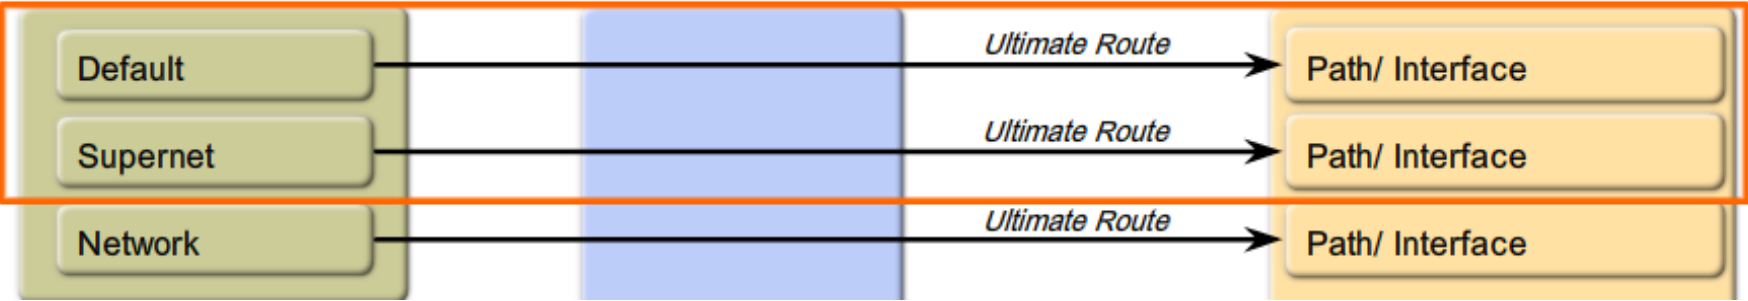 Default
Ultimate Route
Path/ Interface
Supernet
Ultimate Route
Path/ Interface
Network
Ultimate Route
Path/ Interface